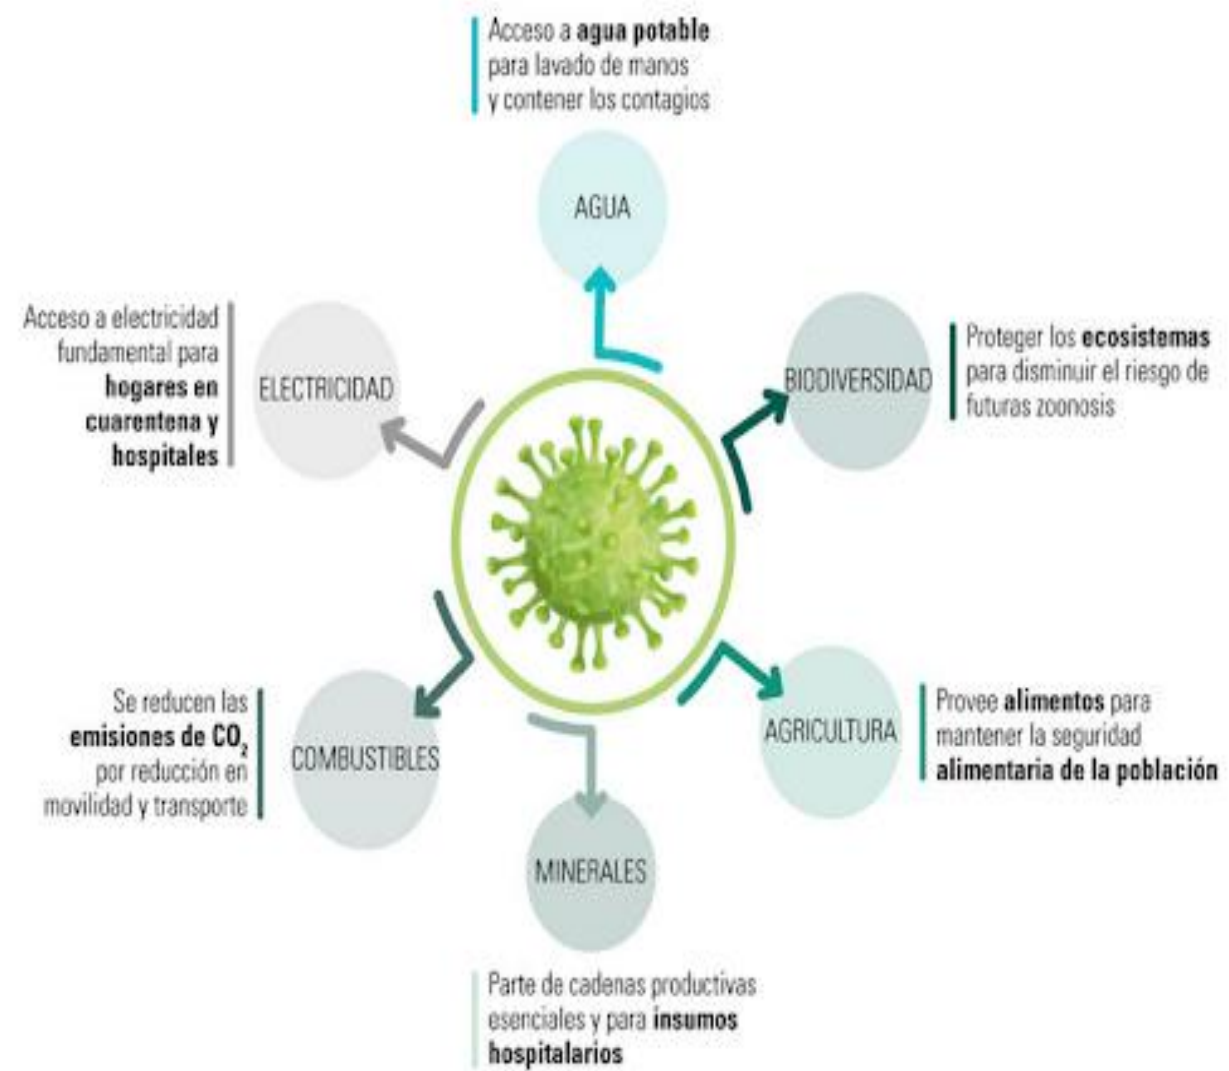 Acceso a agua potable
para lavado de manos
y contener los contagios
AGUA
Acceso a electricidad
fundamental para
hogares en
cuarentena y
hospitales
ELECTRICIDAD
BIODIVERSIDAD
Proteger los ecosistemas
para disminuir el riesgo de
futuras zoonosis
Se reducen las
emisiones de CO₂
por reducción en
movilidad y transporte
COMBUSTIBLES
AGRICULTURA
Provee alimentos para
mantener la seguridad
alimentaria de la población
MINERALES
Parte de cadenas productivas
esenciales y para insumos
hospitalarios